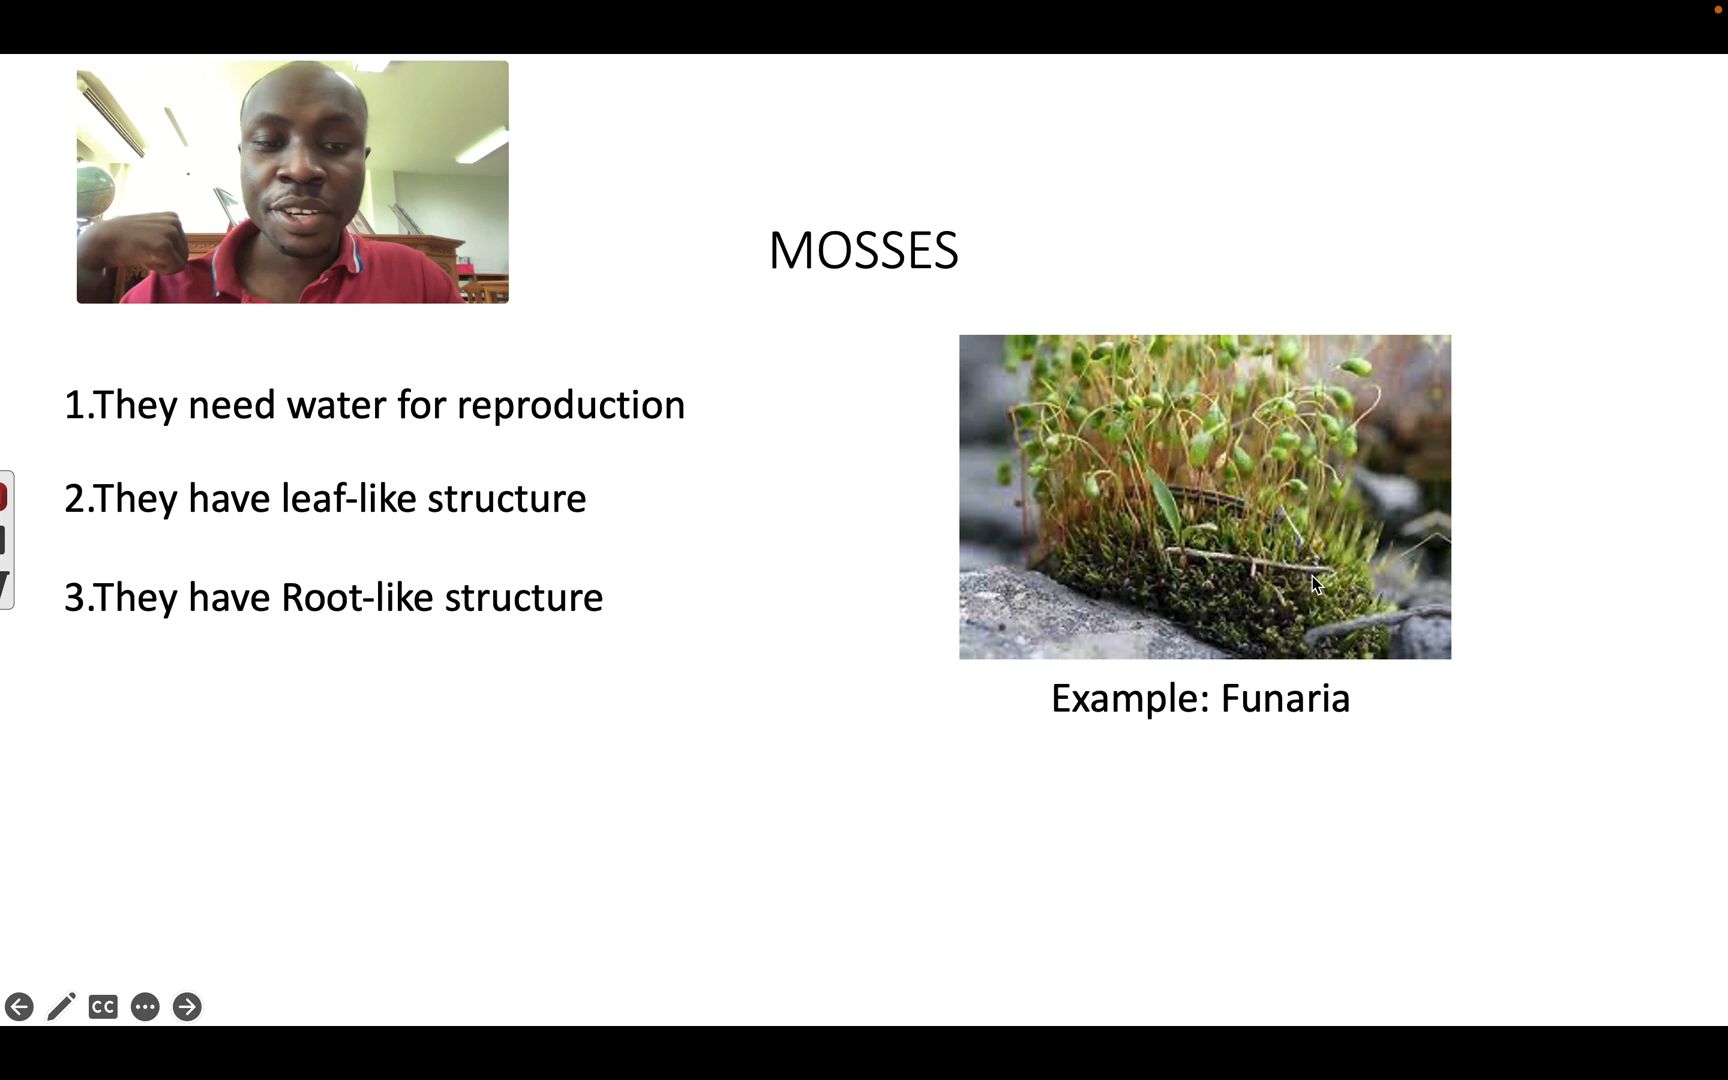 MOSSES
1.They need water for reproduction
2.They have leaf-like structure
3.They have Root-like structure
Example: Funaria
CC